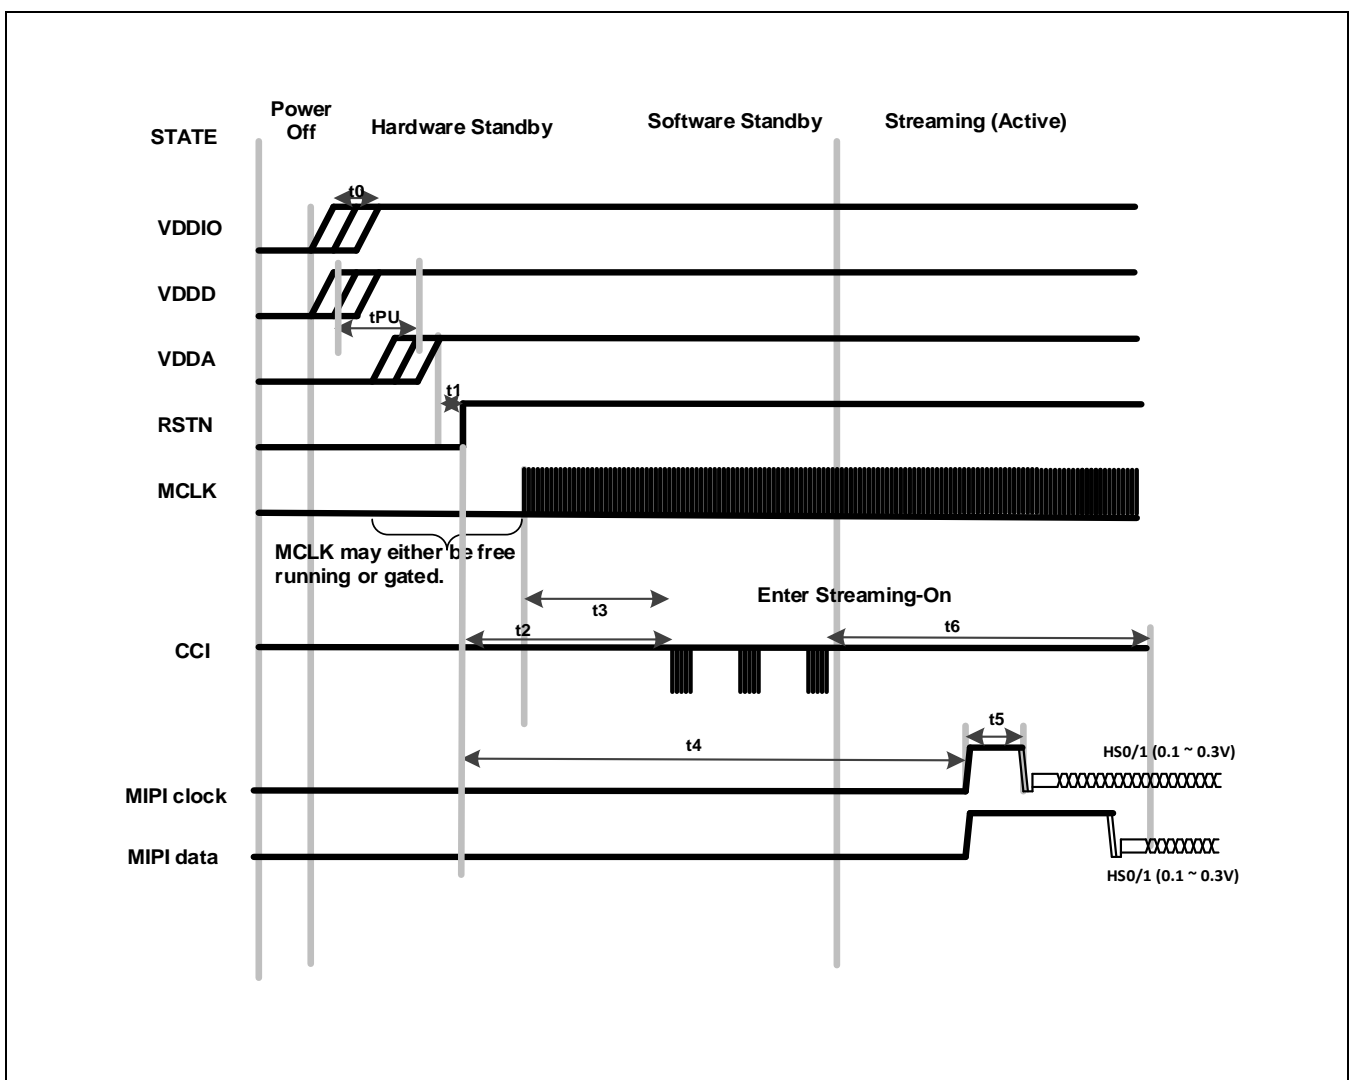 Power
Off
Hardware Standby
Software Standby
Streaming (Active)
STATE
t0
VDDIO
VDDD
tPU
VDDA
t1
RSTN
MCLK
MCLK may either be free
running or gated.
t3
Enter Streaming-On
t2
t6
CCI
t5
t4
HS0/1 (0.1 ~ 0.3V)
MIPI clock
MIPI data
HS0/1 (0.1 ~ 0.3V)